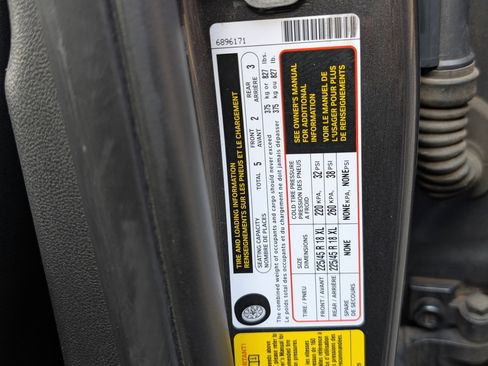 6896171
TIRE AND LOADING INFORMATION
RENSEIGNEMENTS SUR LES PNEUS ET LE CHARGEMENT
SEATING CAPACITY
NOMBRE DE PLACES
TOTAL 5
FRONT
AVANT
2
REAR
ARRIÈRE
3
The combined weight of occupants and cargo should never exceed 375 kg or 827 lbs.
Le poids total des occupants et du chargement ne doit jamais dépasser 375 kg ou 827 lb.
TIRE / PNEU
SIZE
DIMENSIONS
COLD TIRE PRESSURE
PRESSION DES PNEUS
A FROID
FRONT / AVANT 225/45 R 18 XL 220 KPA, 32 PSI
REAR / ARRIÈRE 225/45 R 18 XL 260 KPA, 38 PSI
SPARE
DE SECOURS
NONE
NONE KPA, NONE PSI
SEE OWNER'S MANUAL
FOR ADDITIONAL
INFORMATION
VOIR LE MANUEL DE
L'USAGER POUR PLUS
DE RENSEIGNEMENTS